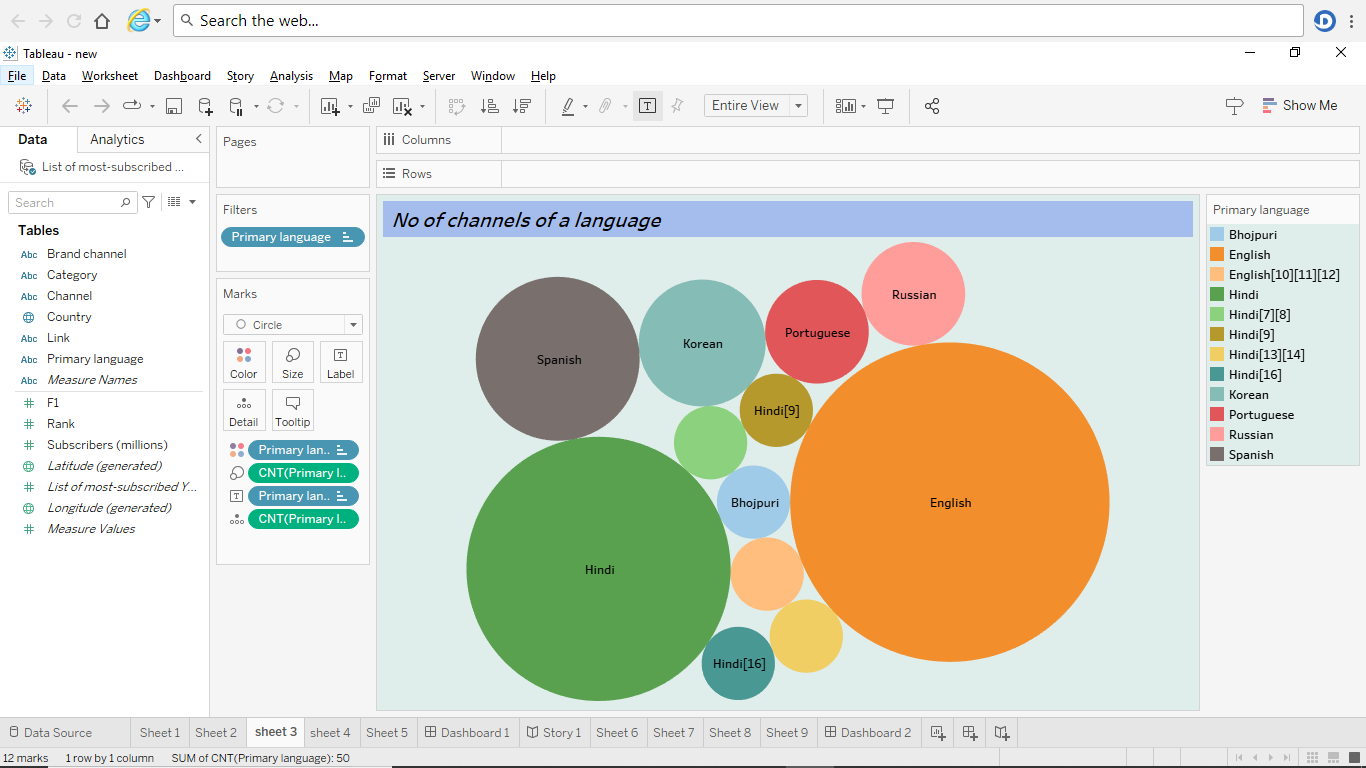 Search the web...
Tableau - new
File Data Worksheet Dashboard Story Analysis Map Format Server Window Help
Entire View
Show Me
Data Analytics
List of most-subscribed ...
Search
Tables
Abc Brand channel
Abc Category
Abc Channel
Country
Abc Link
Abc Primary language
Abc Measure Names
F1
Rank
Subscribers (millions)
Latitude (generated)
List of most-subscribed Y...
Longitude (generated)
Measure Values
Pages
Filters
Primary language
Marks
Circle
Color Size Label
Detail Tooltip
Primary lan..
CNT(Primary l..
Primary lan..
CNT(Primary l..
Columns
Rows
No of channels of a language
Russian
Portuguese
Korean
Spanish
Hindi[9]
Bhojpuri
English
Hindi
Hindi[16]
Primary language
Bhojpuri
English
English[10][11][12]
Hindi
Hindi[7][8]
Hindi[9]
Hindi[13][14]
Hindi[16]
Korean
Portuguese
Russian
Spanish
Data Source Sheet 1 Sheet 2 sheet 3 sheet 4 Sheet 5 Dashboard 1 Story 1 Sheet 6 Sheet 7 Sheet 8 Sheet 9 Dashboard 2
12 marks 1 row by 1 column SUM of CNT(Primary language): 50